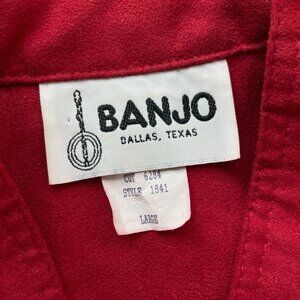 BANJO
DALLAS, TEXAS
CUT 6284
STYLE 1841
LARGE